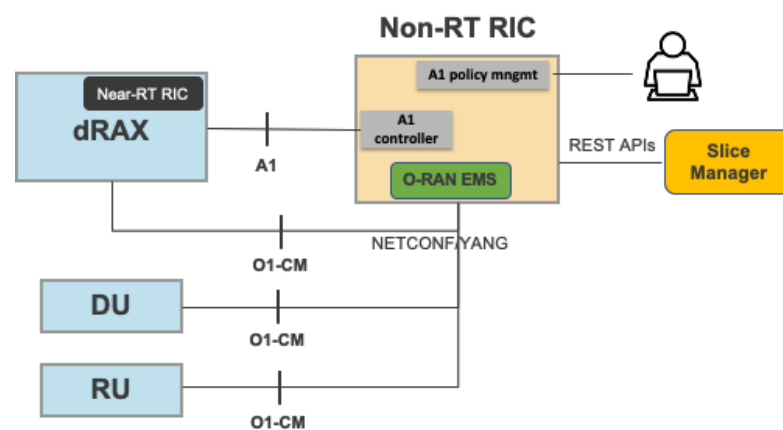 Non-RT RIC
A1 policy mngmt
Near-RT RIC
dRAX
A1
controller
A1
REST APIs
Slice
Manager
O-RAN EMS
NETCONF/YANG
O1-CM
DU
O1-CM
RU
O1-CM